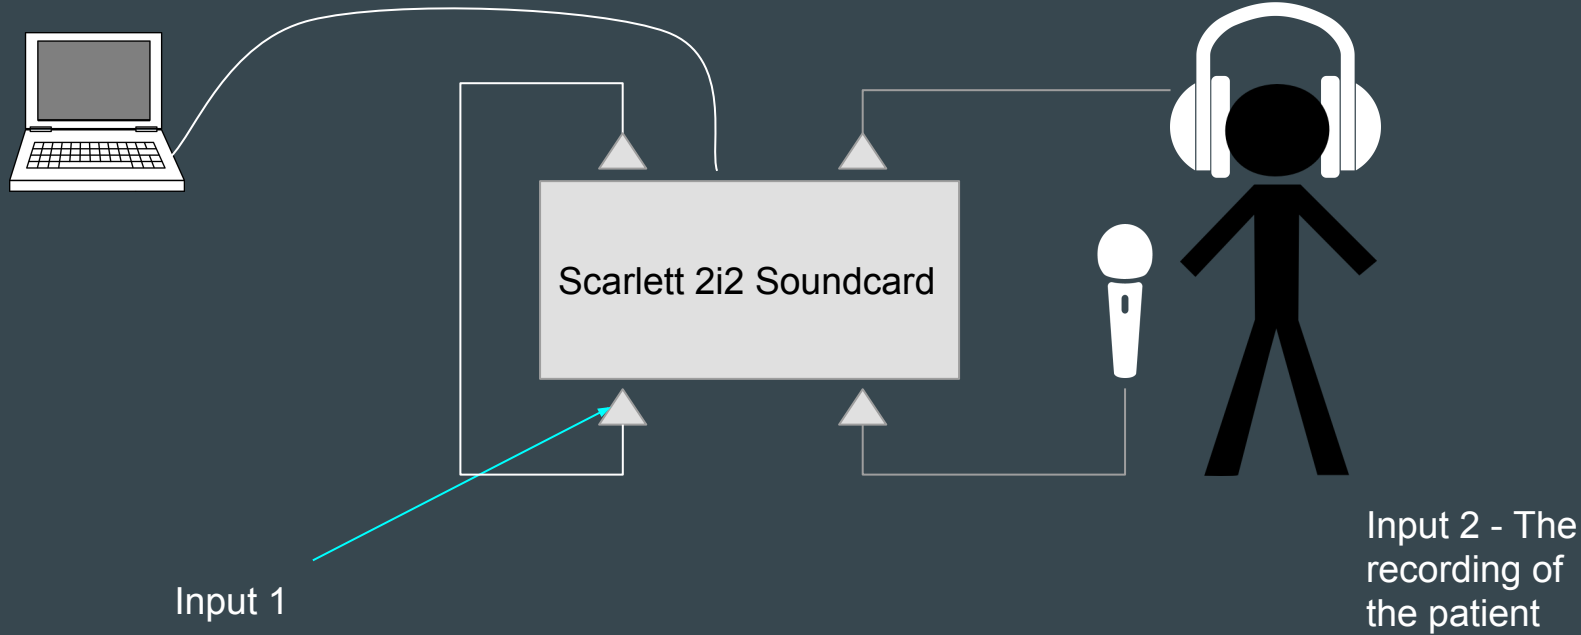 Scarlett 2i2 Soundcard
Input 1
Input 2 - The
recording of
the patient